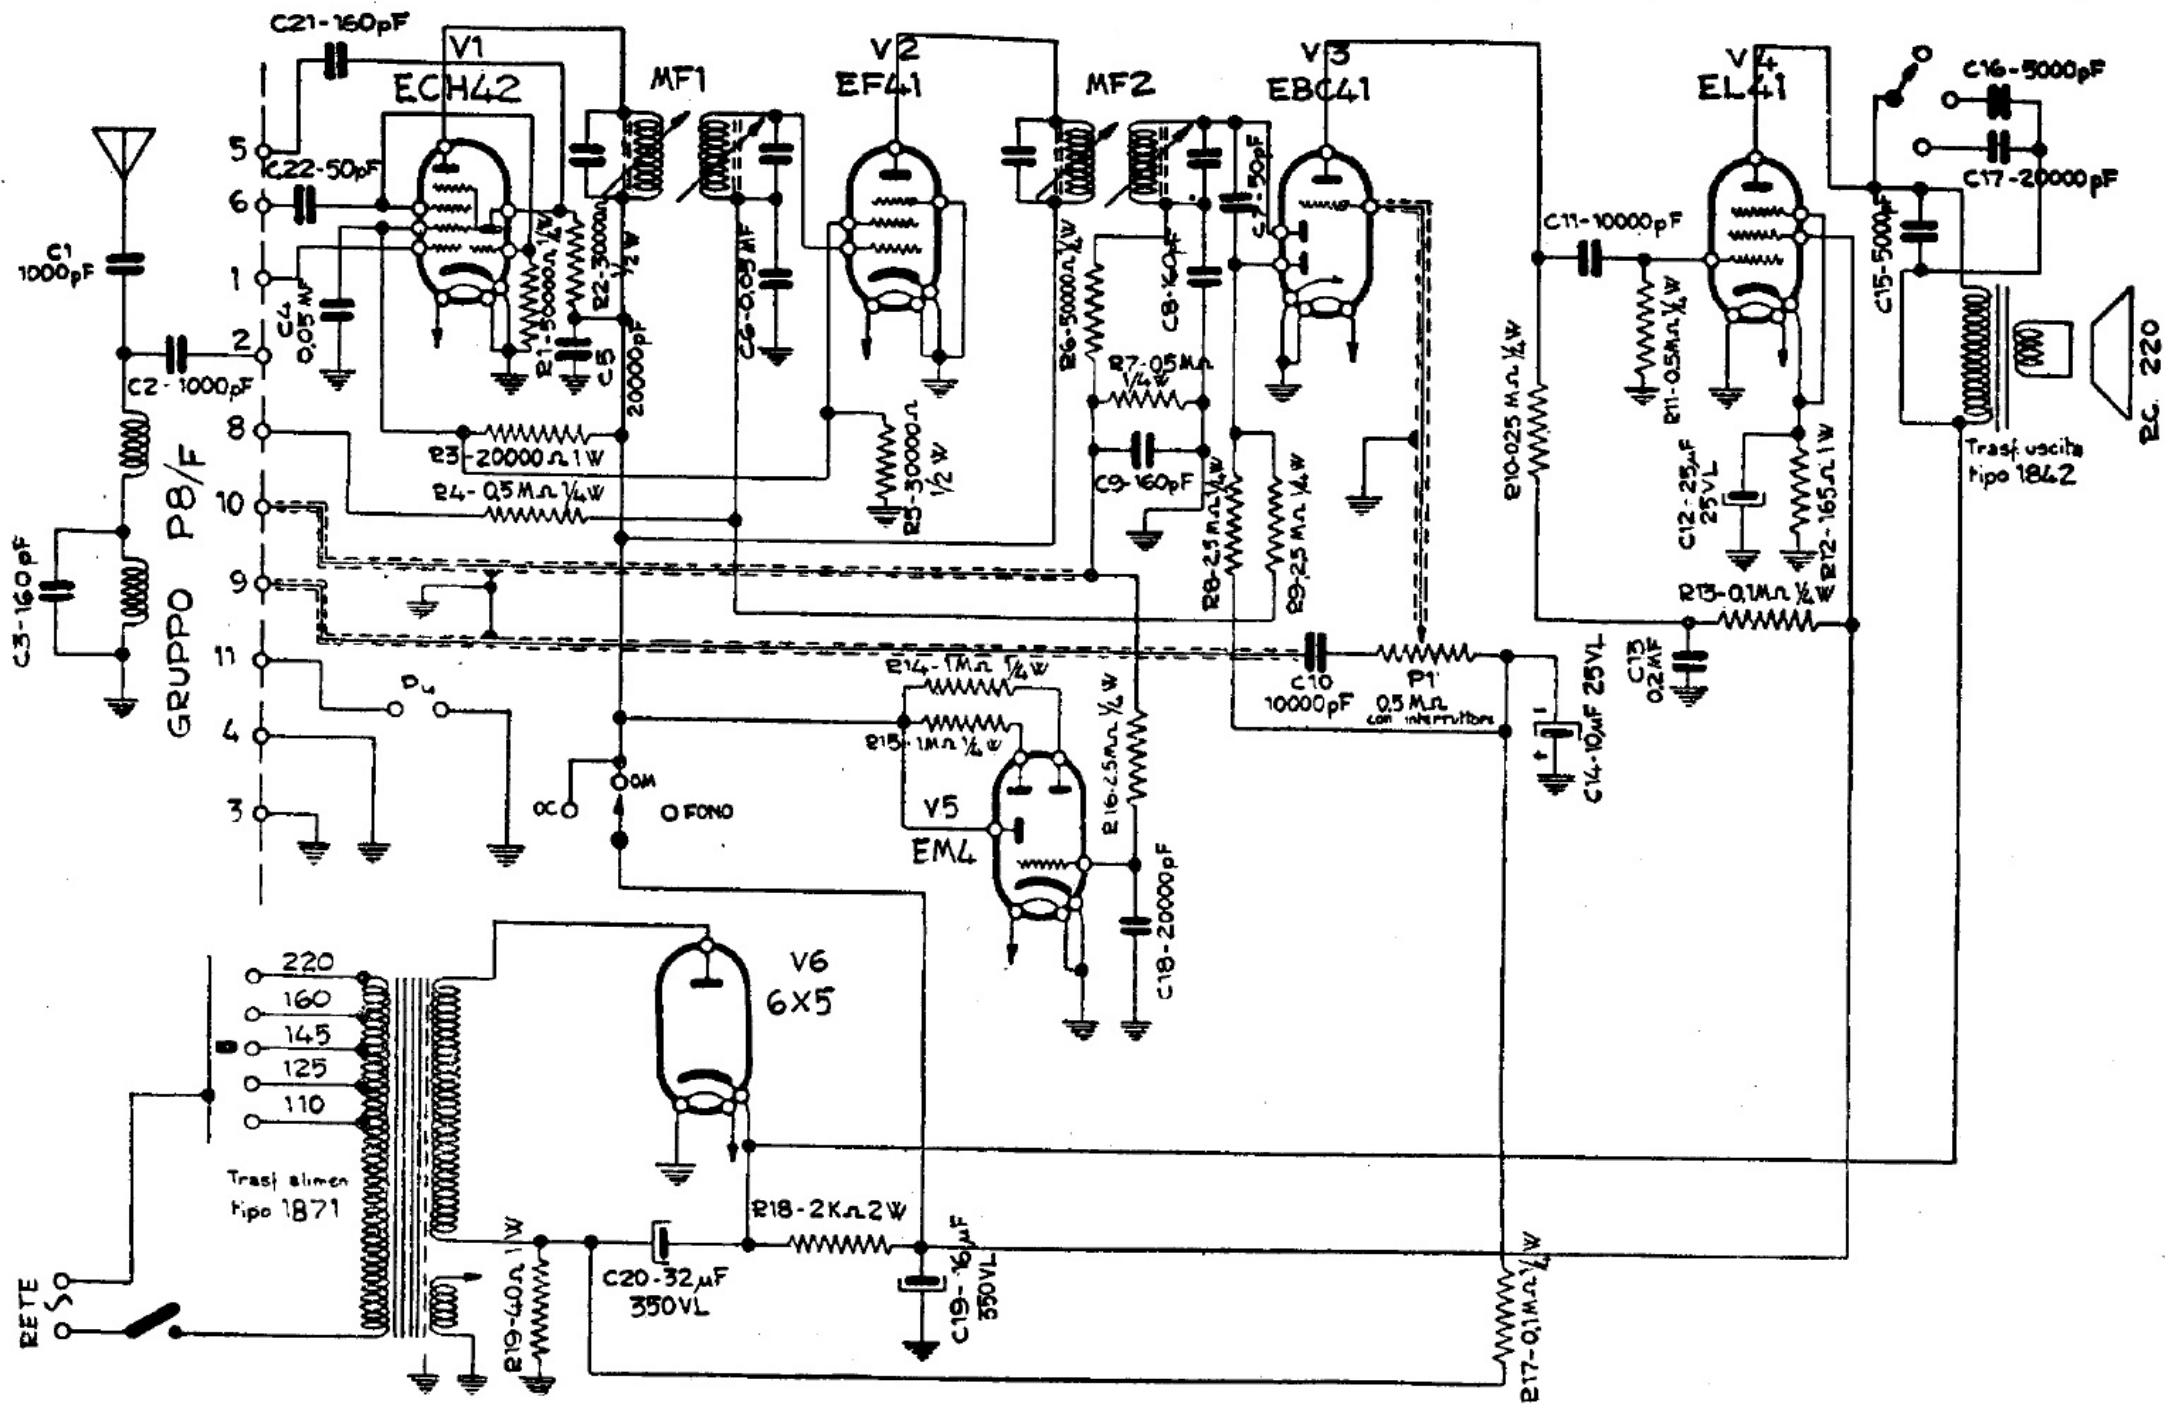 C21-160pF
V1
ECH42
MF1
V2
EF41
MF2
V3
EBC41
V4
EL41
C16-5000pF
C17-20000pF
C15-5000pF
5
C22-50pF
6
C1
1000pF
1
C4
0,05MF
2
C2-1000pF
R1-50000Ω ¼W
R2-30000Ω
½W
C5
20000pF
C6-0,05MF
C7-50pF
C8-160pF
R6-50000Ω ¼W
R7-0,5MΩ
¼W
C9-160pF
C11-10000pF
R11-0,5MΩ ¼W
R10-025MΩ ¼W
R.C. 220
Trasf. uscita
tipo 1842
8
R3-20000Ω 1W
R4-0,5MΩ ¼W
R5-30000Ω
1/2 W
R8-2,5MΩ ¼W
R9-2,5MΩ ¼W
C12-25µF
25VL
R12-165Ω 1W
R13-0,1MΩ ¼W
C13
0,2MF
GRUPPO P8/F
10
C3-160pF
9
11
4
3
R14-1MΩ ¼W
R15-1MΩ ¼W
C10
10000pF
P1
0.5MΩ
con interruttore
C14-10µF 25VL
OC
OM
FONO
V5
EM4
R16-2.5MΩ ¼W
C18-20000pF
220
160
145
125
110
V6
6X5
Trasf alimen
tipo 1871
RETE
R19-40Ω 1W
C20-32µF
350VL
R18-2KΩ2W
C19-16µF
350VL
R17-0,1MΩ ¼W